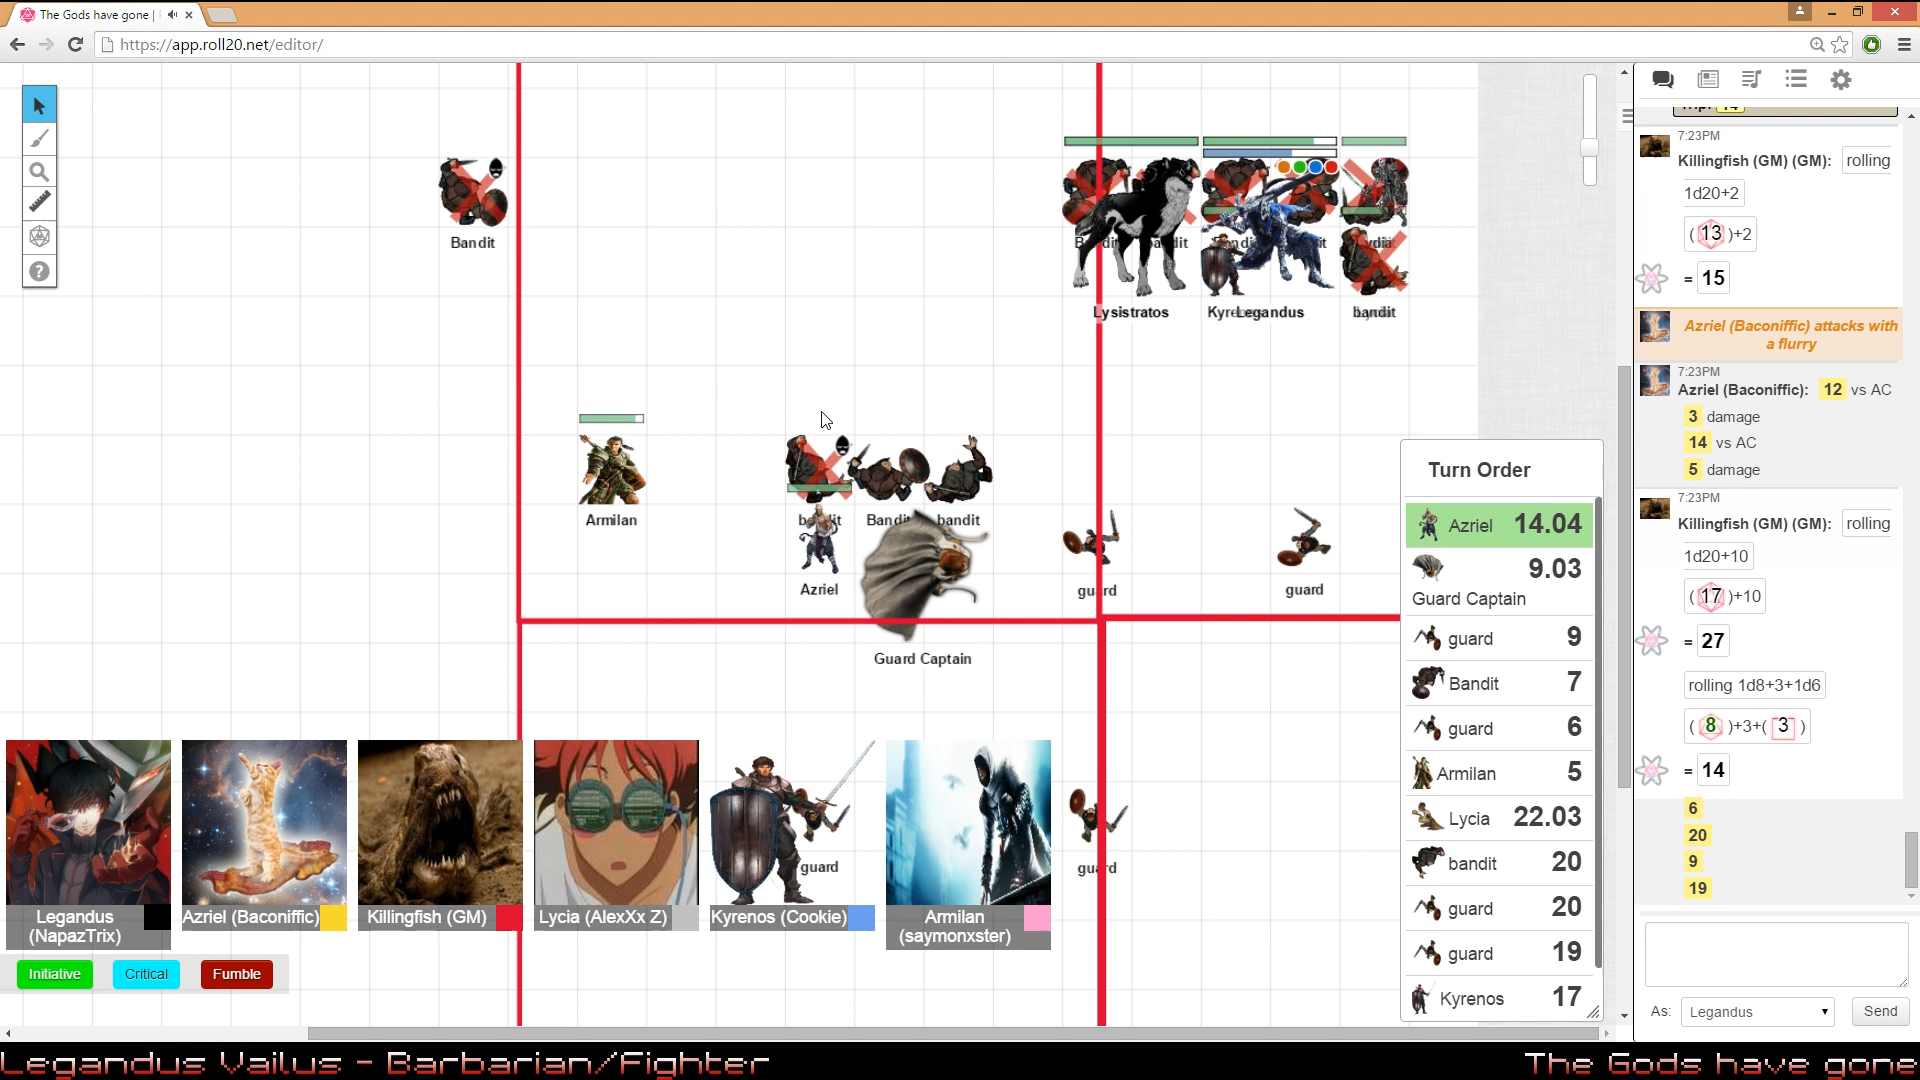 The Gods have gone |
https://app.roll20.net/editor/
Bandit
Lysistratos
Legandus
bandit
Armilan
Bandit
bandit
Azriel
guard
guard
Guard Captain
guard
guard
Turn Order
Azriel 14.04
9.03
Guard Captain
guard 9
Bandit 7
guard 6
Armilan 5
Lycia 22.03
bandit 20
guard 20
guard 19
Kyrenos 17
7:23PM
Killingfish (GM) (GM): rolling
1d20+2
(13)+2
= 15
Azriel (Baconiffic) attacks with
a flurry
7:23PM
Azriel (Baconiffic): 12 vs AC
3 damage
14 vs AC
5 damage
7:23PM
Killingfish (GM) (GM): rolling
1d20+10
(17)+10
= 27
rolling 1d8+3+1d6
(8)+3+(3)
= 14
6
20
9
19
As: Legandus Send
Legandus
(NapazTrix)
Azriel (Baconiffic)
Killingfish (GM)
Lycia (AlexXx Z)
Kyrenos (Cookie)
Armilan
(saymonxster)
Initiative Critical Fumble
Legandus Vailus - Barbarian/Fighter
The Gods have gone